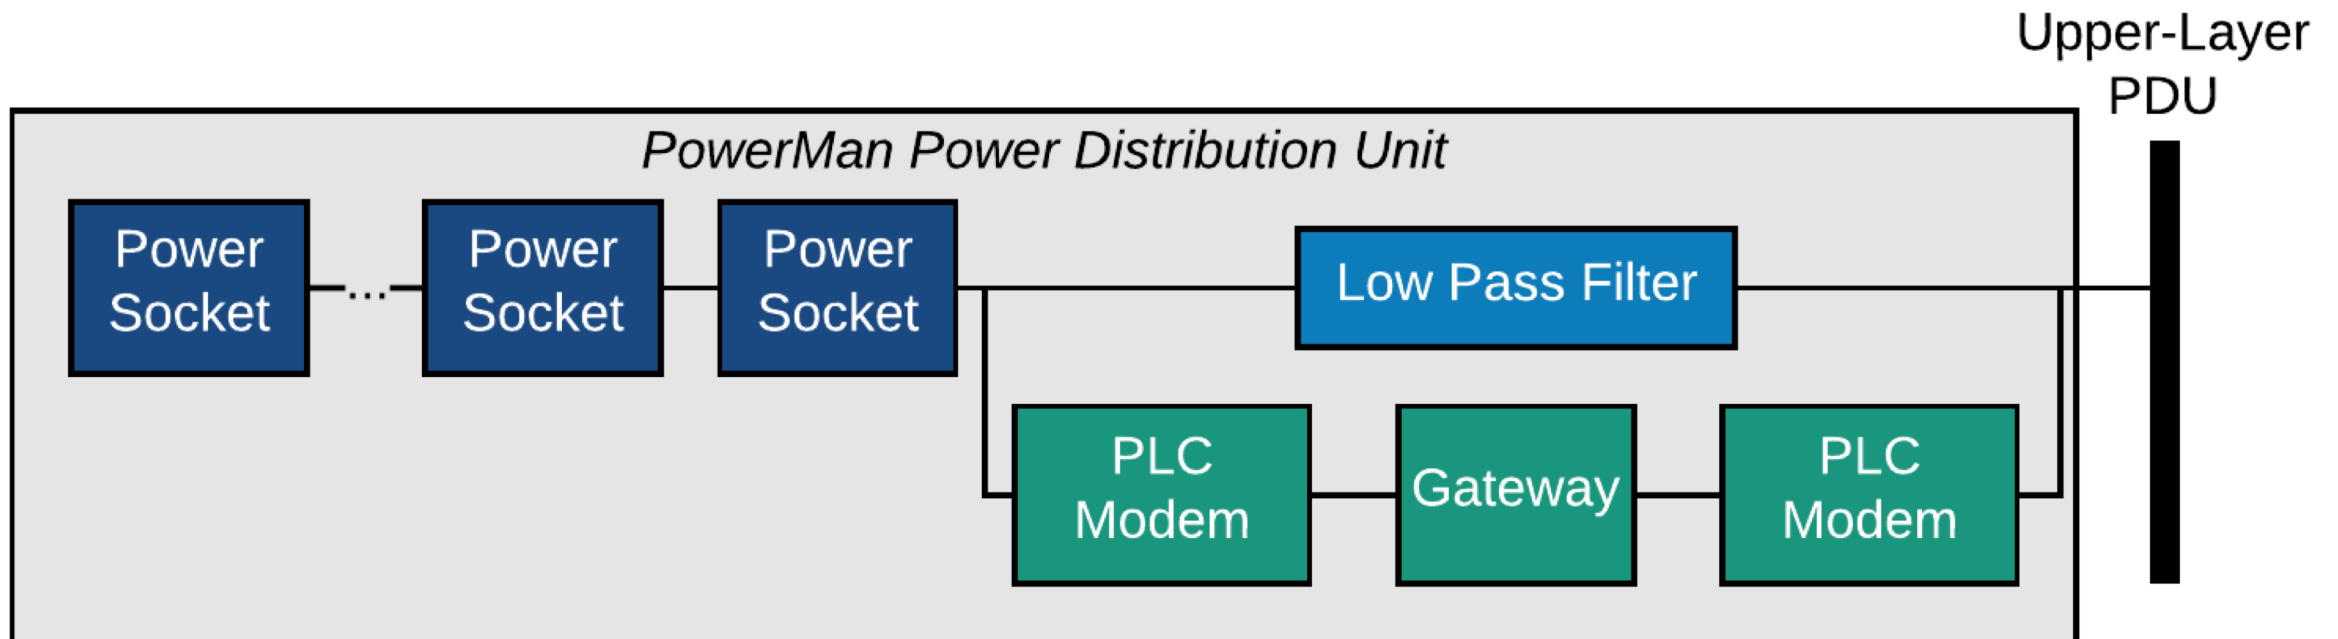 Upper-Layer
PDU
PowerMan Power Distribution Unit
Power
Socket
...
Power
Socket
Power
Socket
Low Pass Filter
PLC
Modem
Gateway
PLC
Modem